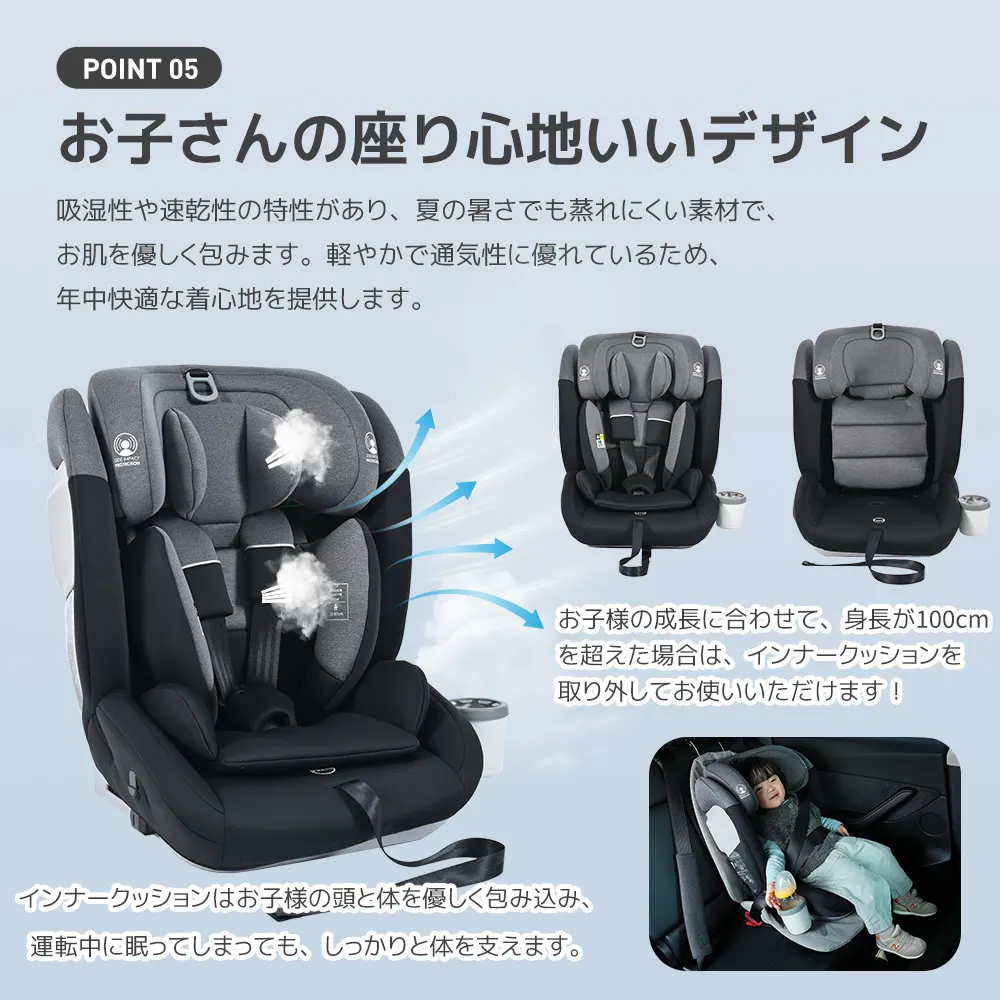 POINT 05
お子さんの座り心地いいデザイン
吸湿性や速乾性の特性があり、夏の暑さでも蒸れにくい素材で、
お肌を優しく包みます。軽やかで通気性に優れているため、
年中快適な着心地を提供します。
SIDE IMPACT
PROTECTION
お子様の成長に合わせて、身長が100cm
を超えた場合は、インナークッションを
取り外してお使いいただけます！
インナークッションはお子様の頭と体を優しく包み込み、
運転中に眠ってしまっても、しっかりと体を支えます。